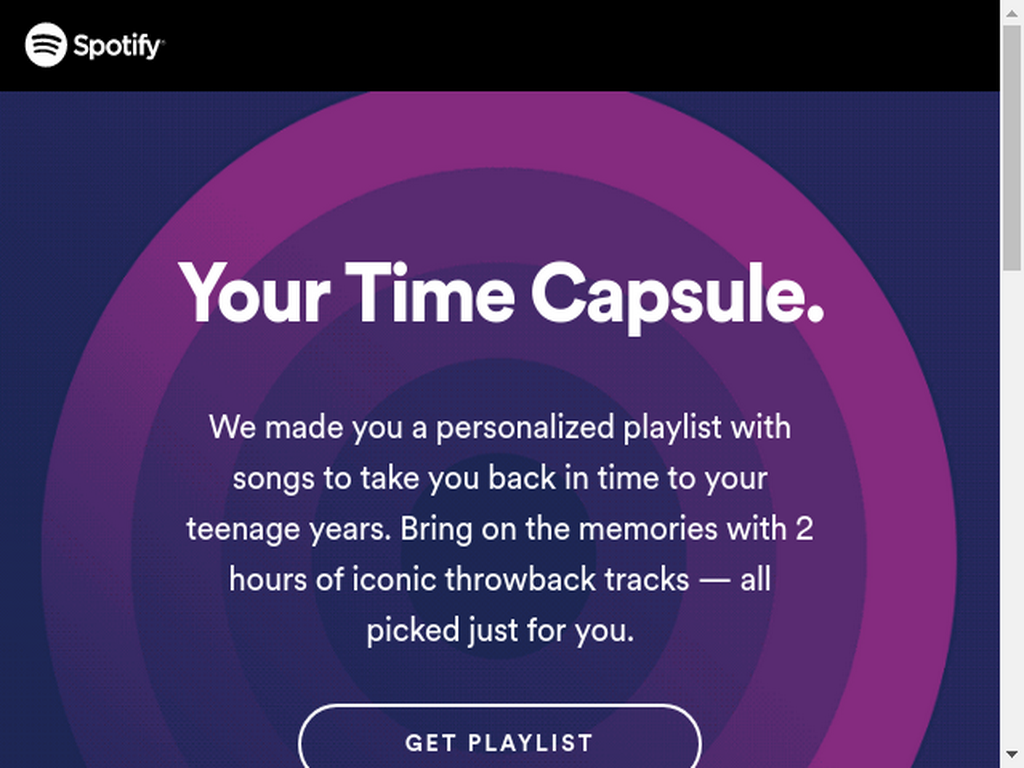 Spotify
Your Time Capsule.
We made you a personalized playlist with
songs to take you back in time to your
teenage years. Bring on the memories with 2
hours of iconic throwback tracks — all
picked just for you.
GET PLAYLIST